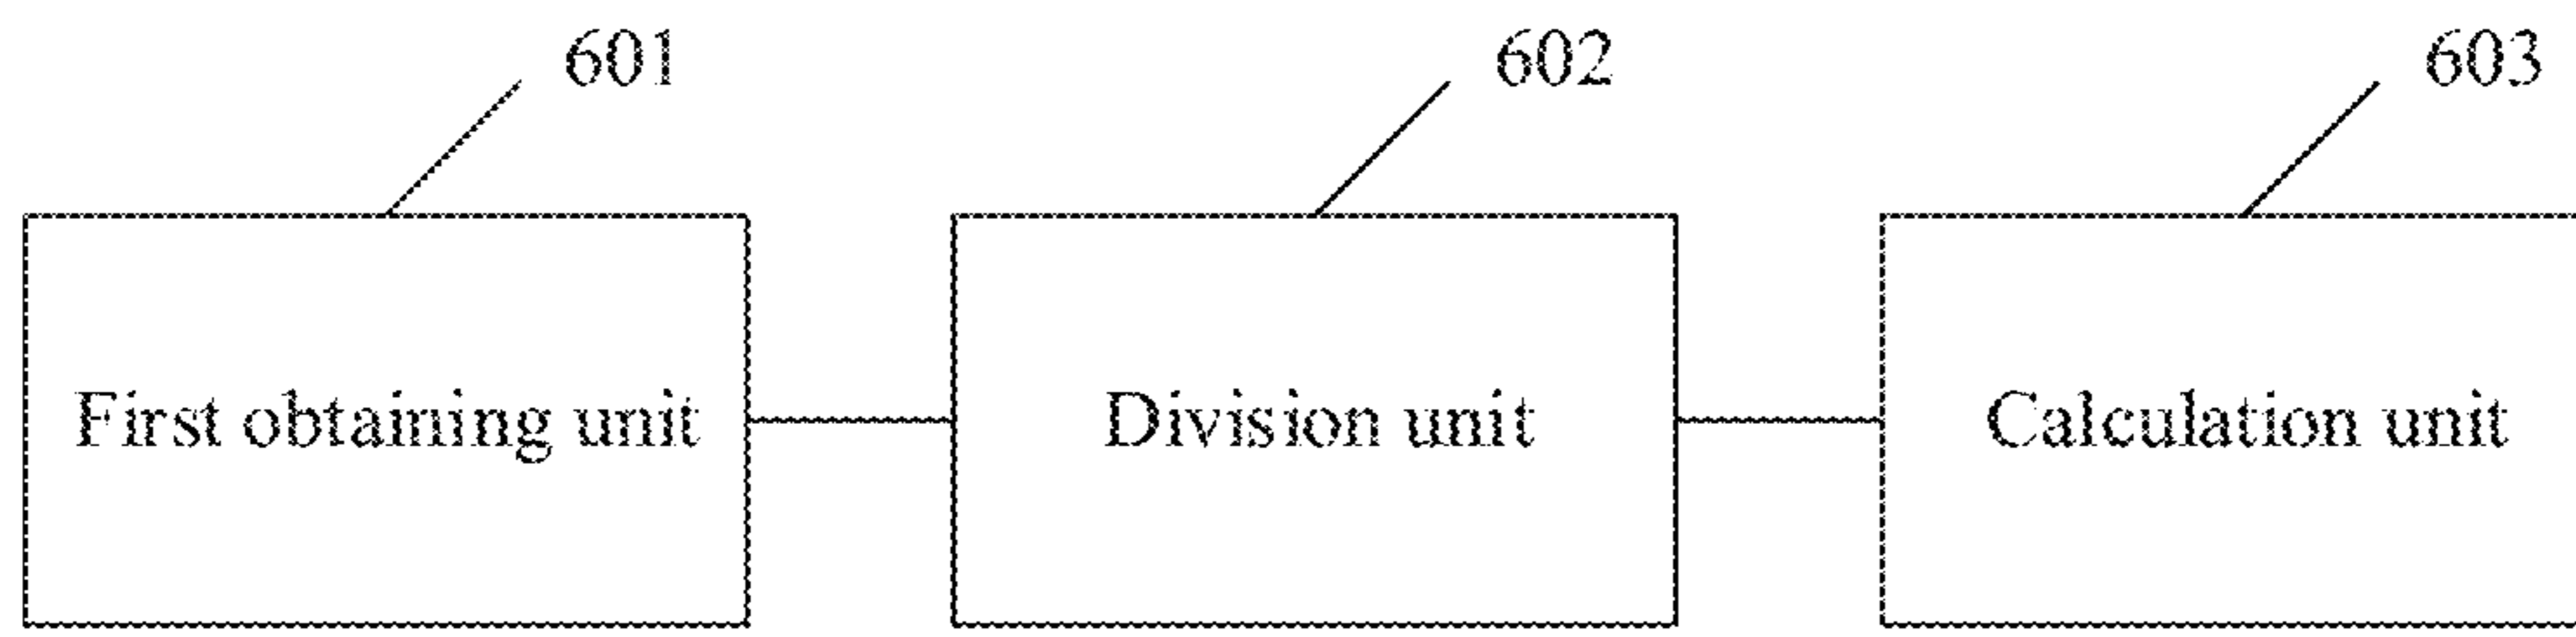 601
602
603
First obtaining unit
Division unit
Calculation unit